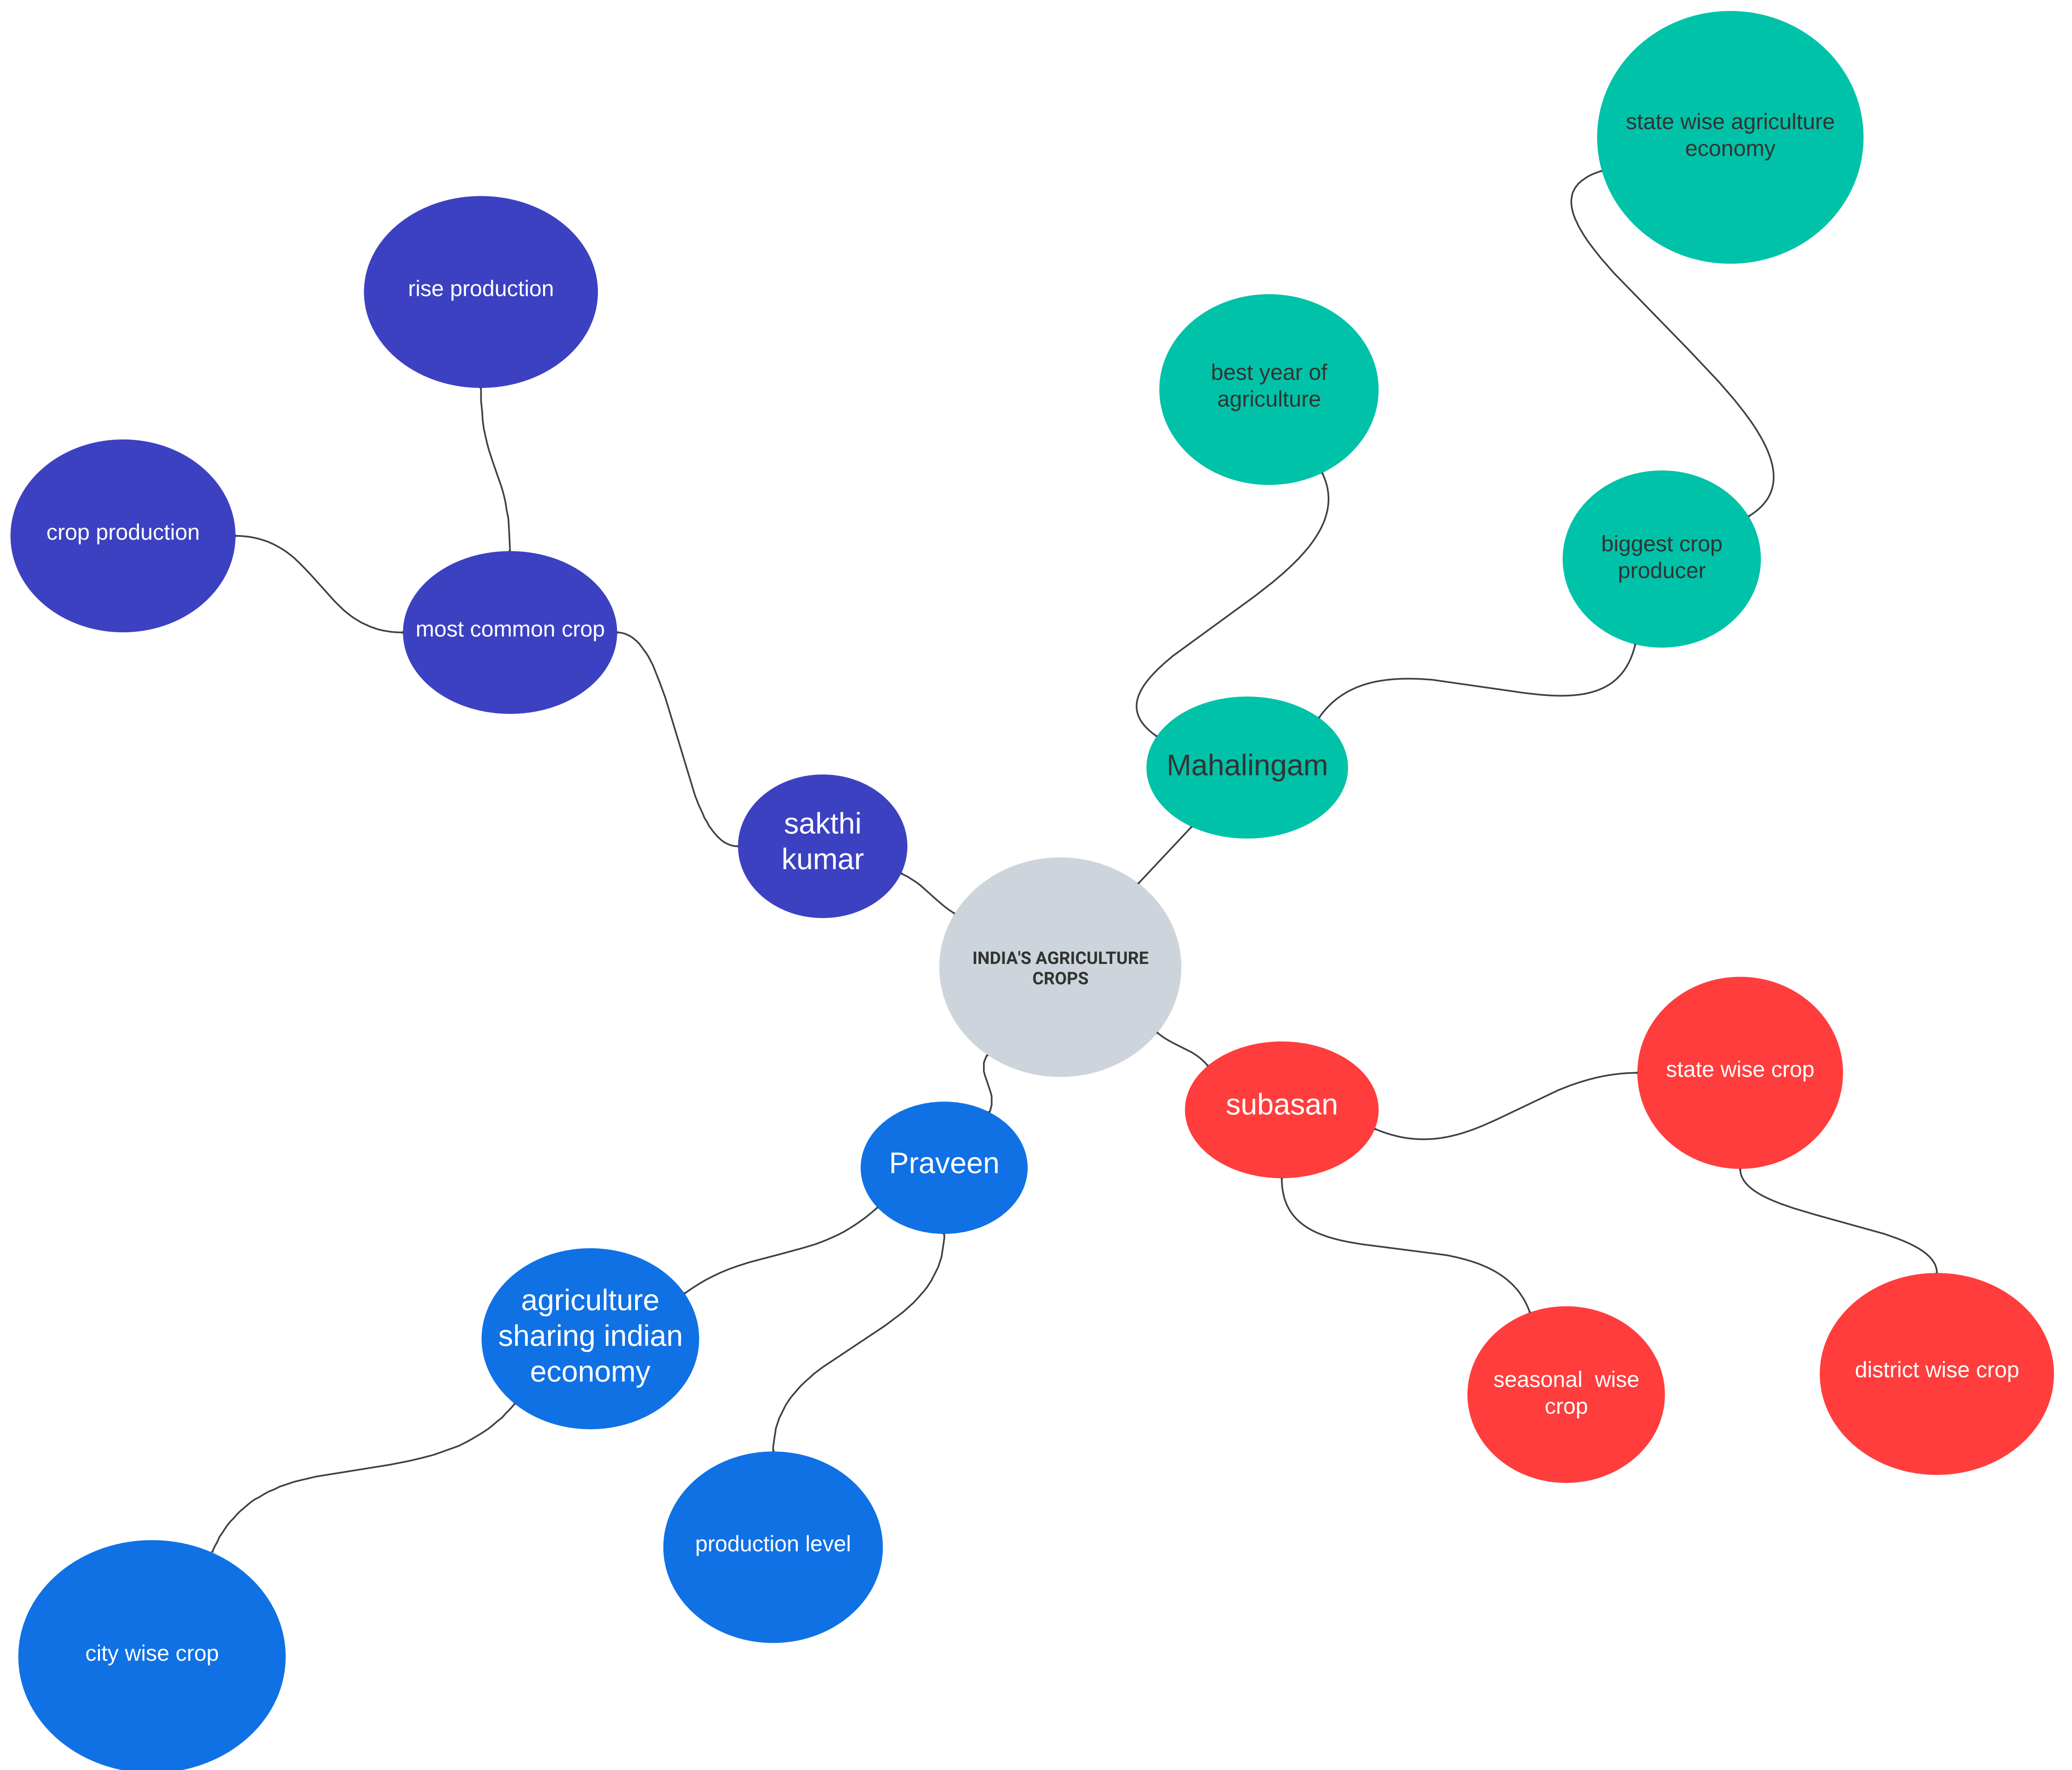 state wise agriculture
economy
rise production
best year of
agriculture
crop production
biggest crop
producer
most common crop
Mahalingam
sakthi
kumar
INDIA'S AGRICULTURE
CROPS
state wise crop
subasan
Praveen
agriculture
sharing indian
economy
seasonal  wise
crop
district wise crop
production level
city wise crop